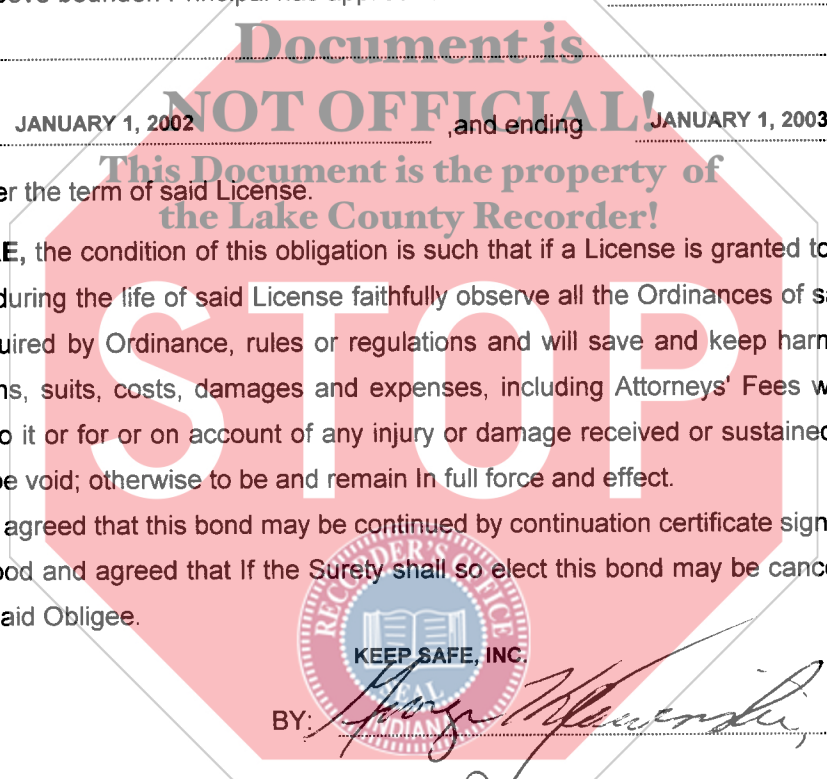 Document is
NOT OFFICIAL!
JANUARY 1, 2002 ,and ending JANUARY 1, 2003
This Document is the property of
er the term of said License.
the Lake County Recorder!
E, the condition of this obligation is such that if a License is granted to
during the life of said License faithfully observe all the Ordinances of s
uired by Ordinance, rules or regulations and will save and keep harm
ns, suits, costs, damages and expenses, including Attorneys' Fees w
o it or for or on account of any injury or damage received or sustained
STOP
be void; otherwise to be and remain In full force and effect.
agreed that this bond may be continued by continuation certificate sign
ood and agreed that If the Surety shall so elect this bond may be cance
aid Obligee.
RECORDER'S OFFICE
KEEP SAFE, INC.
SEAL
INDIANA
BY: